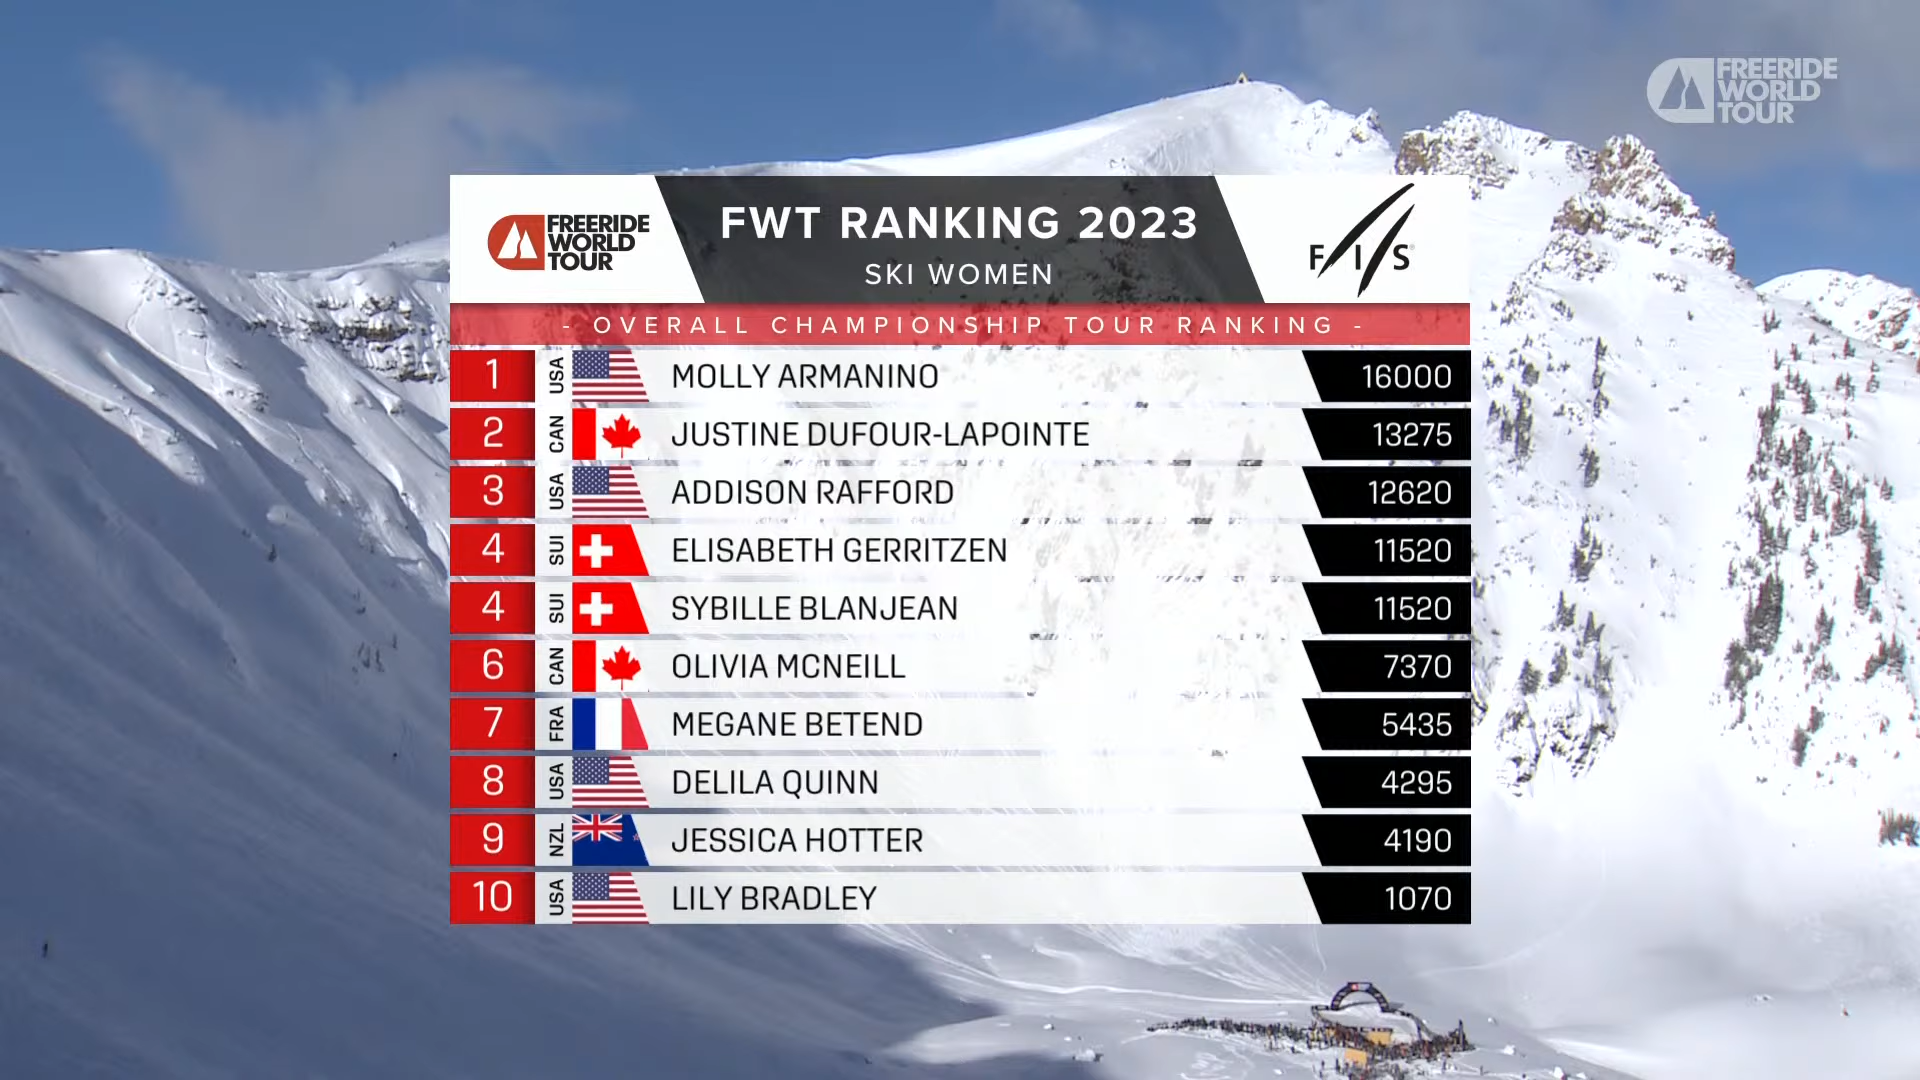 FREERIDE
WORLD
TOUR
FREERIDE
WORLD
TOUR
FWT RANKING 2023
SKI WOMEN
FIS
- OVERALL CHAMPIONSHIP TOUR RANKING -
1 USA MOLLY ARMANINO 16000
2 CAN JUSTINE DUFOUR-LAPOINTE 13275
3 USA ADDISON RAFFORD 12620
4 SUI ELISABETH GERRITZEN 11520
4 SUI SYBILLE BLANJEAN 11520
6 CAN OLIVIA MCNEILL 7370
7 FRA MEGANE BETEND 5435
8 USA DELILA QUINN 4295
9 NZL JESSICA HOTTER 4190
10 USA LILY BRADLEY 1070